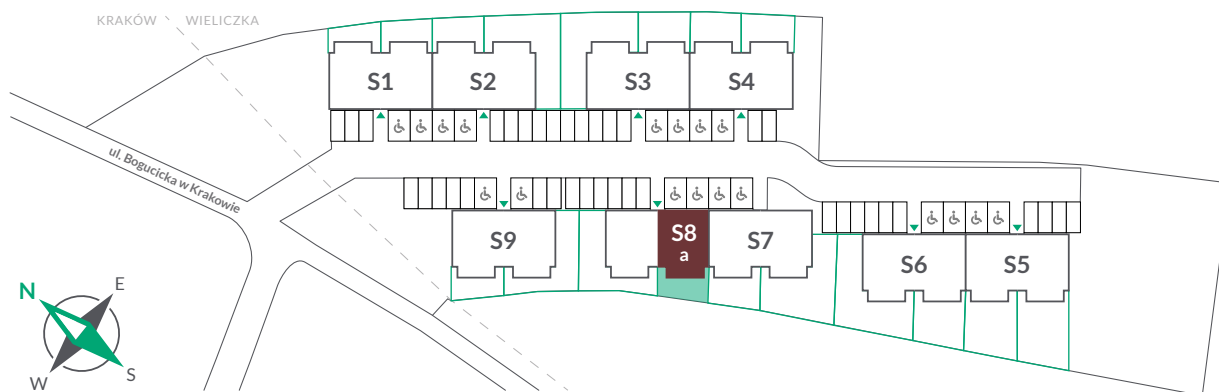 KRAKÓW WIELICZKA
S1 S2 S3 S4
ul. Bogucicka w Krakowie
S9 S8 S7
a
S6 S5
N E
W S